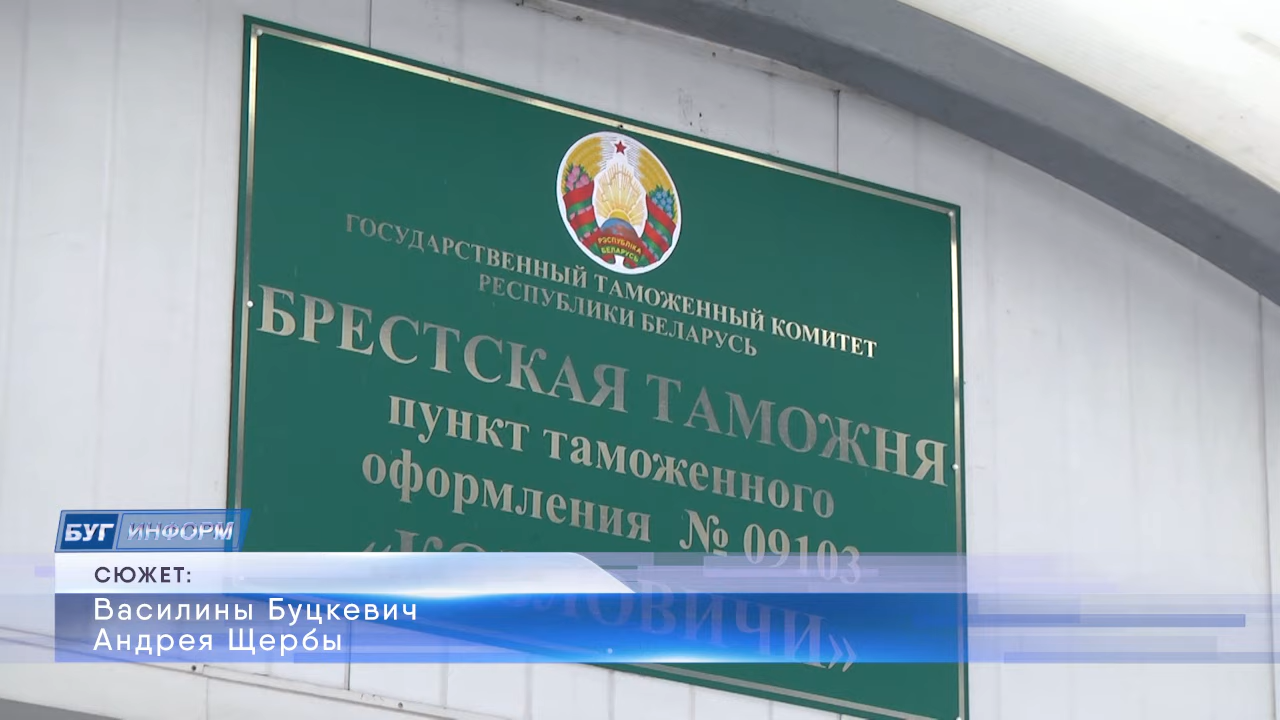 РЭСПУБЛІКА
БЕЛАРУСЬ
ГОСУДАРСТВЕННЫЙ ТАМОЖЕННЫЙ КОМИТЕТ
РЕСПУБЛИКИ БЕЛАРУСЬ
БРЕСТСКАЯ ТАМОЖНЯ
пункт таможенного
оформления № 09103
БУГ ИНФОРМ
СЮЖЕТ:
Василины Буцкевич
Андрея Щербы